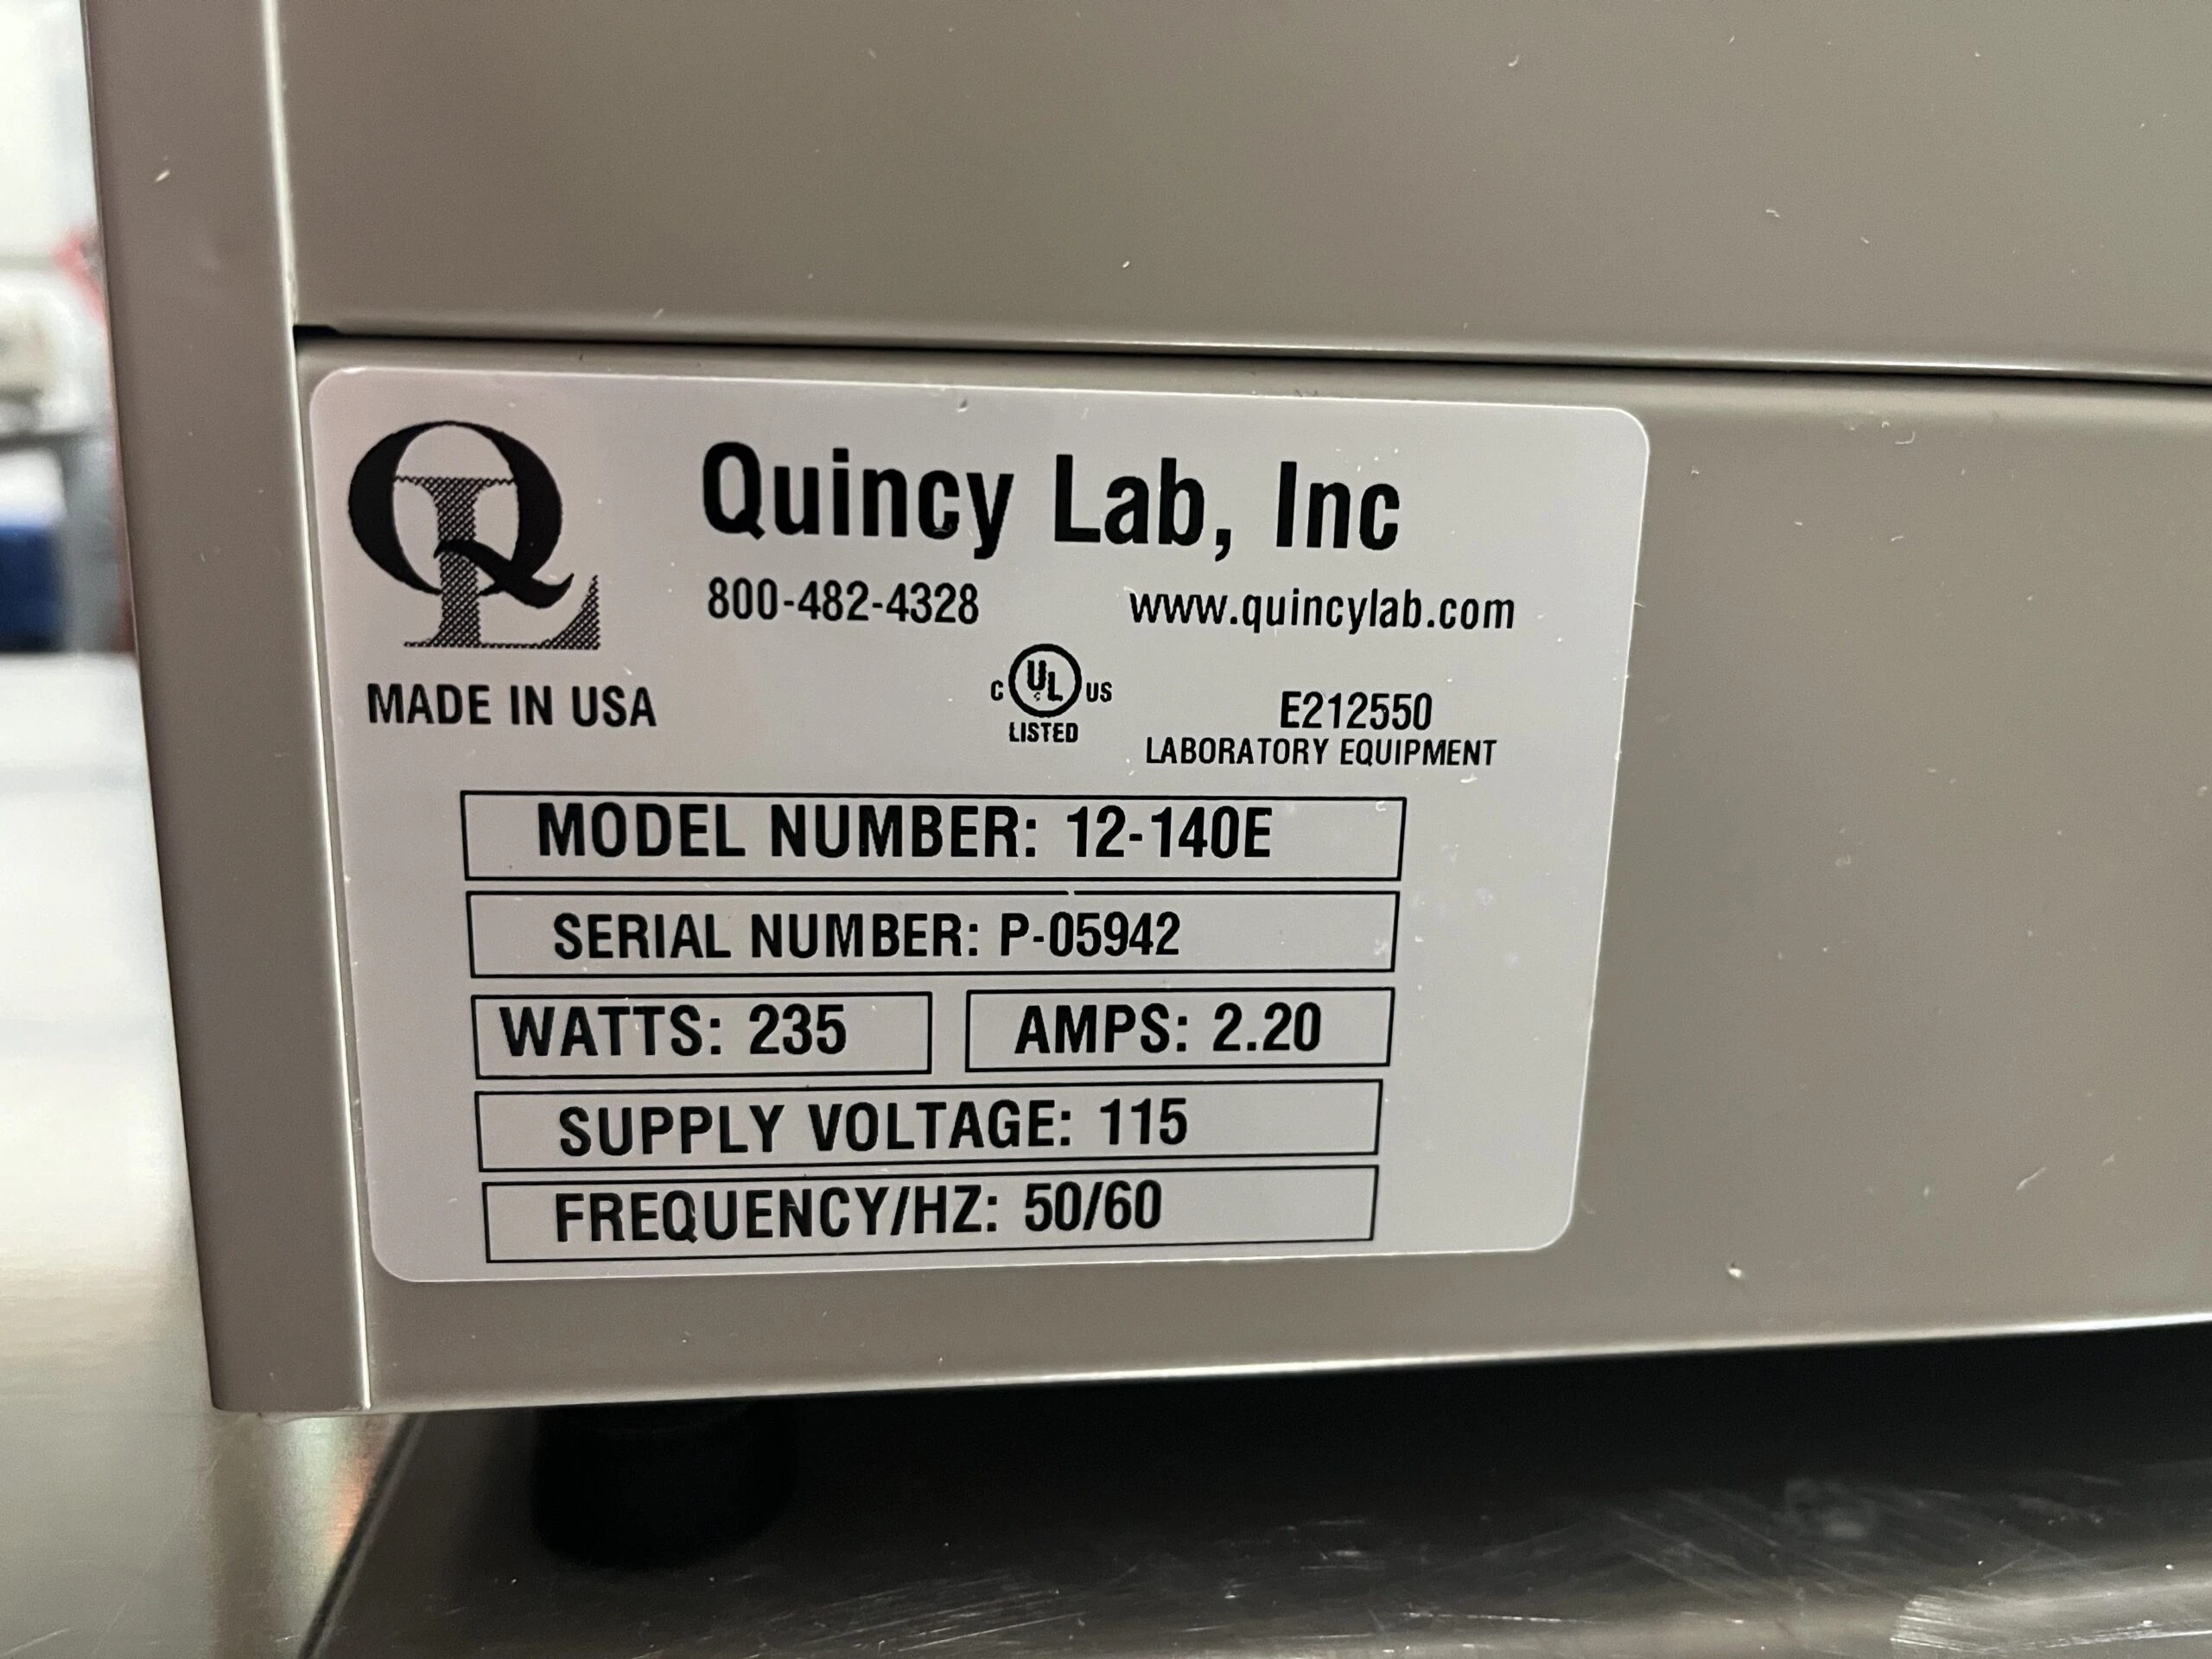 QL
Quincy Lab, Inc
800-482-4328 www.quincylab.com
MADE IN USA
C UL US
LISTED
E212550
LABORATORY EQUIPMENT
MODEL NUMBER: 12-140E
SERIAL NUMBER: P-05942
WATTS: 235 AMPS: 2.20
SUPPLY VOLTAGE: 115
FREQUENCY/HZ: 50/60